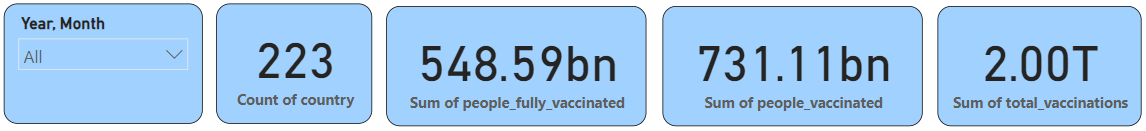 Year, Month
All
223
Count of country
548.59bn
Sum of people_fully_vaccinated
731.11bn
Sum of people_vaccinated
2.00T
Sum of total_vaccinations